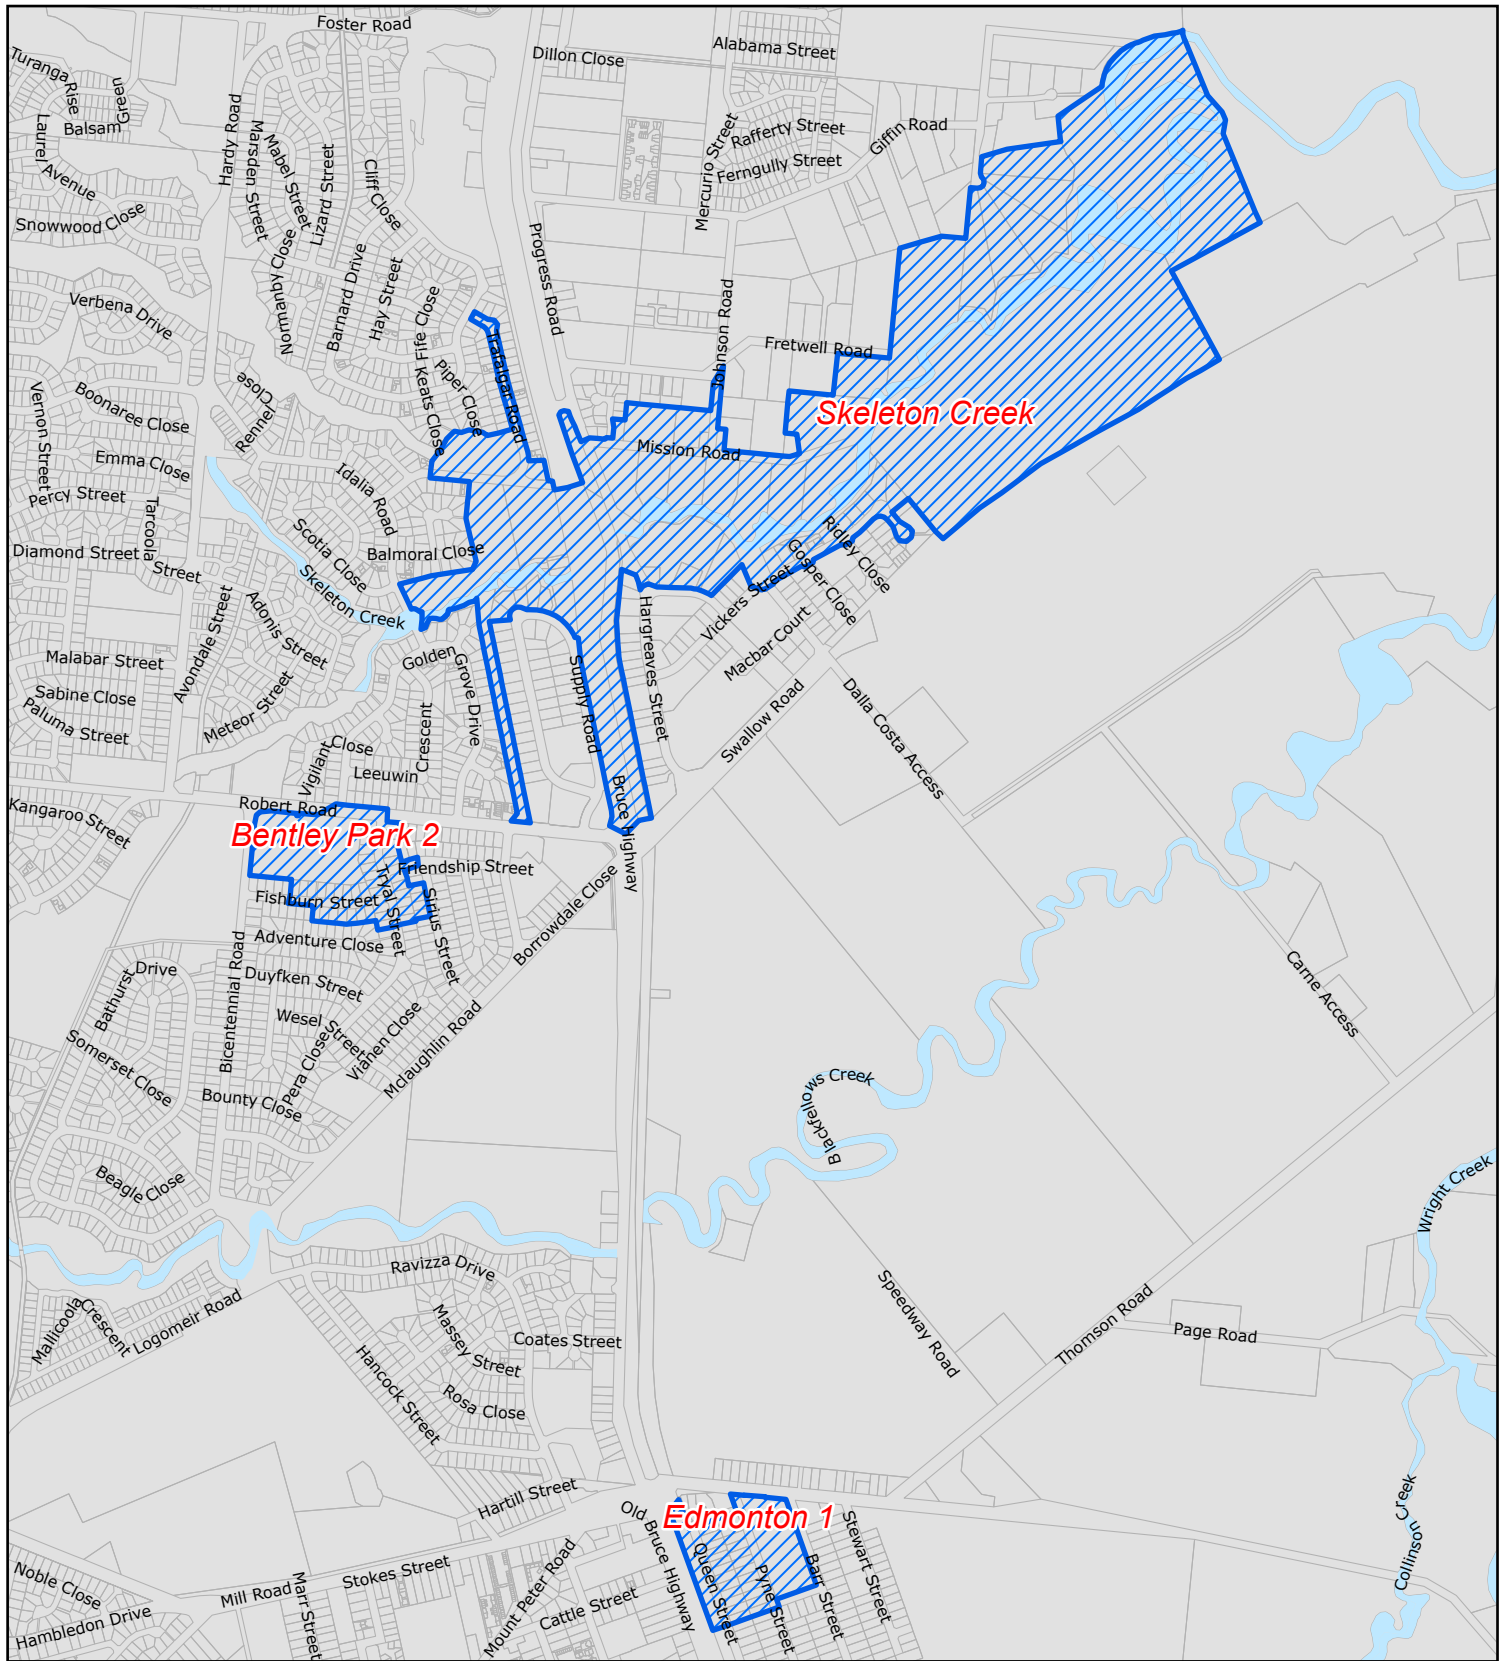 Foster Road
Dillon Close
Alabama Street
Turanga
Rise
Green
Balsam
Laurel
Avenue
Hardy Road
Marsden Street
Mabel Street
Lizard Street
Cliff Close
Mercurio Street
Rafferty Street
Ferngully Street
Giffin Road
Snowwood Close
Normanby Close
Barnard Drive
Hay Street
Fife Close
Keats Close
Piper Close
Trafalgar Road
Progress Road
Johnson Road
Fretwell Road
Verbena Drive
Vernon Street
Boonaree Close
Rennel
Close
Skeleton Creek
Mission Road
Emma Close
Percy Street
Tarcoola
Street
Idalia Road
Diamond Street
Scotia Close
Balmoral Close
Skeleton Creek
Ridley Close
Gosper Close
Vickers Street
Macbar Court
Hargreaves Street
Avondale Street
Adonis Street
Malabar Street
Sabine Close
Paluma Street
Meteor Street
Golden
Grove Drive
Supply Road
Swallow Road
Dalla Costa Access
Vigilant
Close
Leeuwin
Crescent
Kangaroo Street
Robert Road
Bentley Park 2
Bruce Highway
Friendship Street
Tryal Street
Sirius Street
Fishburn Street
Borrowdale Close
Adventure Close
Bicentennial Road
Duyfken Street
Bathurst
Drive
Wesel Street
Vianen Close
Pera Close
Mclaughlin Road
Somerset Close
Bounty Close
Carne Access
Blackfellows Creek
Beagle Close
Wright Creek
Ravizza Drive
Mallicoola
Crescent
Logomeir Road
Massey Street
Coates Street
Hancock Street
Rosa Close
Speedway Road
Thomson Road
Page Road
Hartill Street
Old Bruce Highway
Edmonton 1
Queen Street
Pyne Street
Barr Street
Stewart Street
Collinson Creek
Noble Close
Hambledon Drive
Mill Road
Marr Street
Stokes Street
Mount Peter Road
Cattle Street